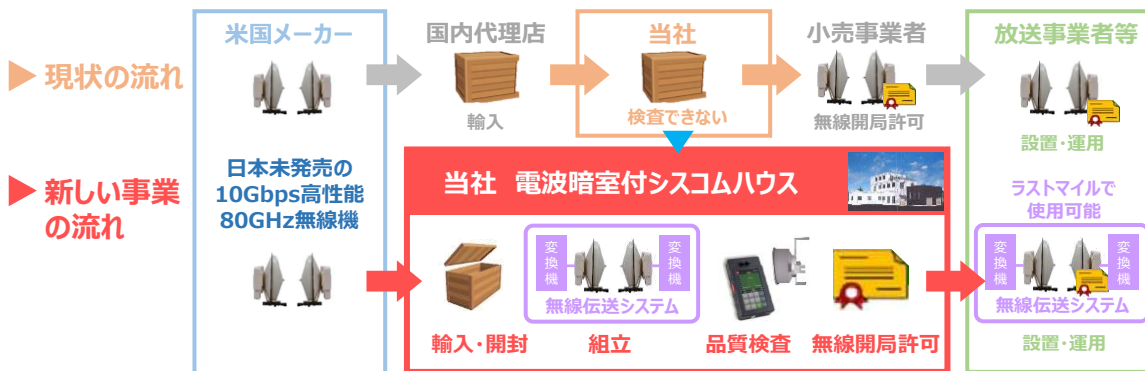 米国メーカー
国内代理店
当社
小売事業者
放送事業者等
現状の流れ
輸入
検査できない
無線開局許可
設置・運用
新しい事業
の流れ
日本未発売の
10Gbps高性能
80GHz無線機
当社 電波暗室付シスコムハウス
ラストマイルで
使用可能
変換機
変換機
変換機
変換機
無線伝送システム
無線伝送システム
輸入・開封
組立
品質検査
無線開局許可
設置・運用